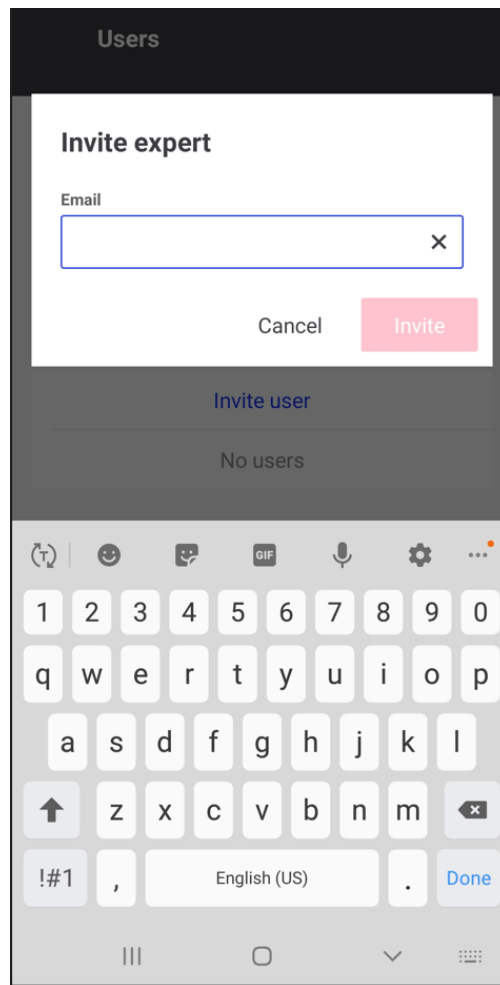 Users
Invite expert
Email
Cancel Invite
Invite user
No users
GIF
1 2 3 4 5 6 7 8 9 0
q w e r t y u i o p
a s d f g h j k l
z x c v b n m
!#1 , English (US) . Done